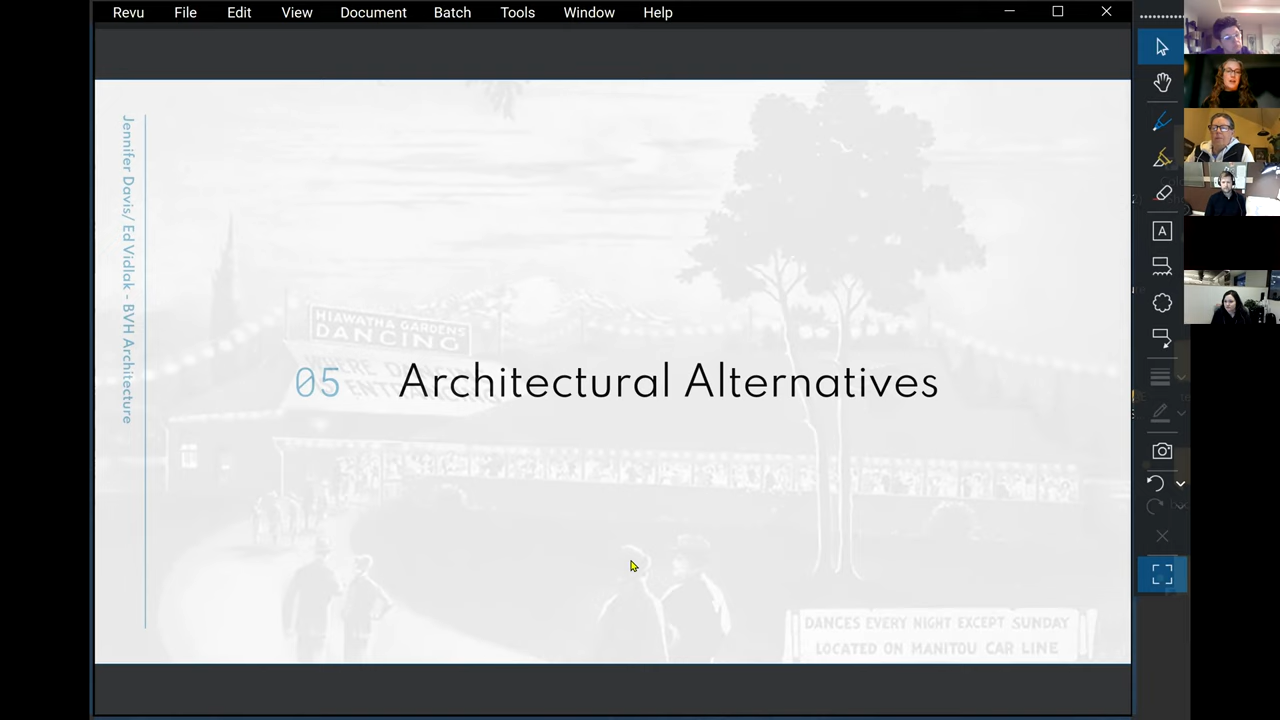 Revu File Edit View Document Batch Tools Window Help
Jennifer Davis/ Ed Vidlak - BVH Architecture
HIAWATHA GARDENS
DANCING
05 Architectural Alternatives
DANCES EVERY NIGHT EXCEPT SUNDAY
LOCATED ON MANITOU CAR LINE
A